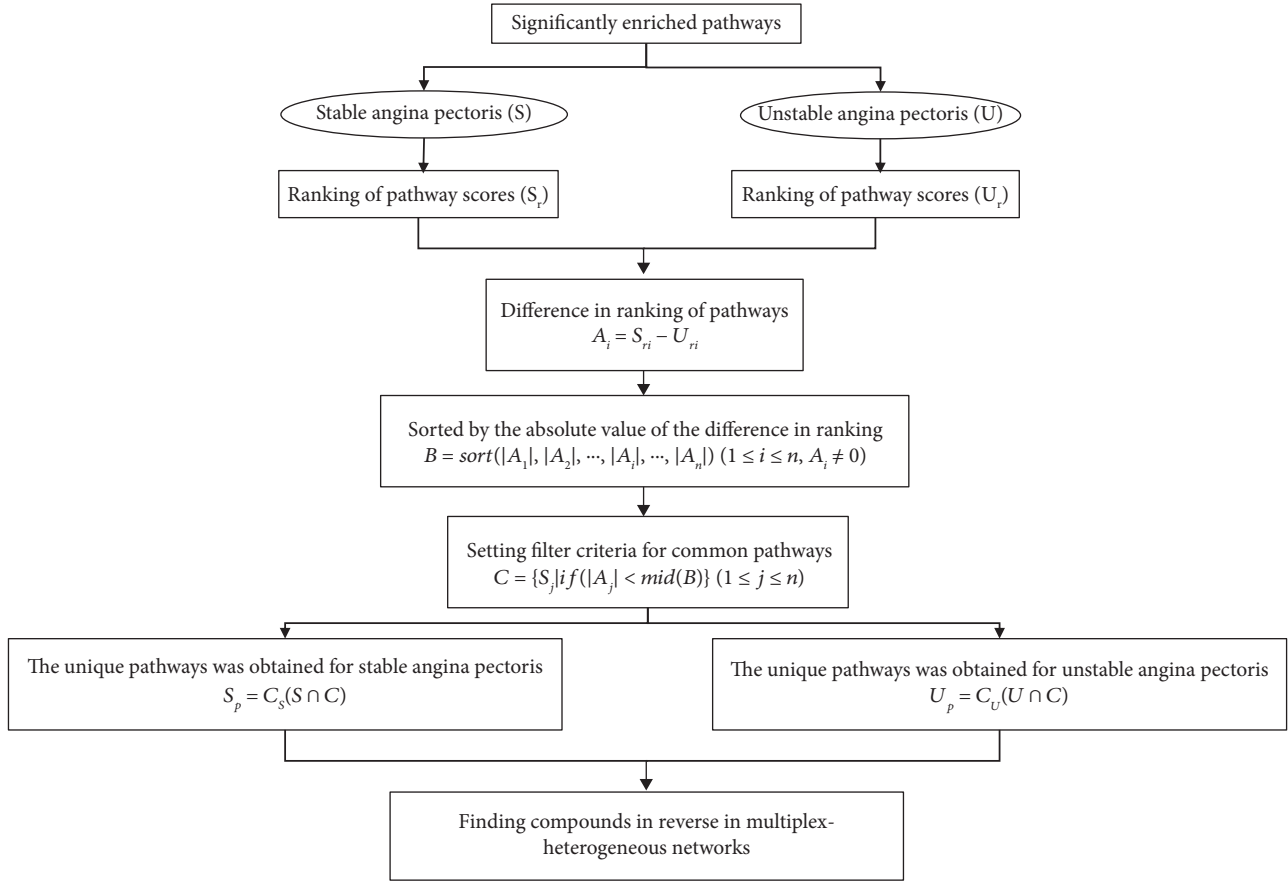 Significantly enriched pathways
Stable angina pectoris (S)
Unstable angina pectoris (U)
Ranking of pathway scores (Sᵣ)
Ranking of pathway scores (Uᵣ)
Difference in ranking of pathways
A_i = S_ri − U_ri
Sorted by the absolute value of the difference in ranking
B = sort(|A_1|, |A_2|, ···, |A_i|, ···, |A_n|) (1 ≤ i ≤ n, A_i ≠ 0)
Setting filter criteria for common pathways
C = {S_j|if(|A_j| < mid(B)} (1 ≤ j ≤ n)
The unique pathways was obtained for stable angina pectoris
S_p = C_S(S ∩ C)
The unique pathways was obtained for unstable angina pectoris
U_p = C_U(U ∩ C)
Finding compounds in reverse in multiplex-
heterogeneous networks